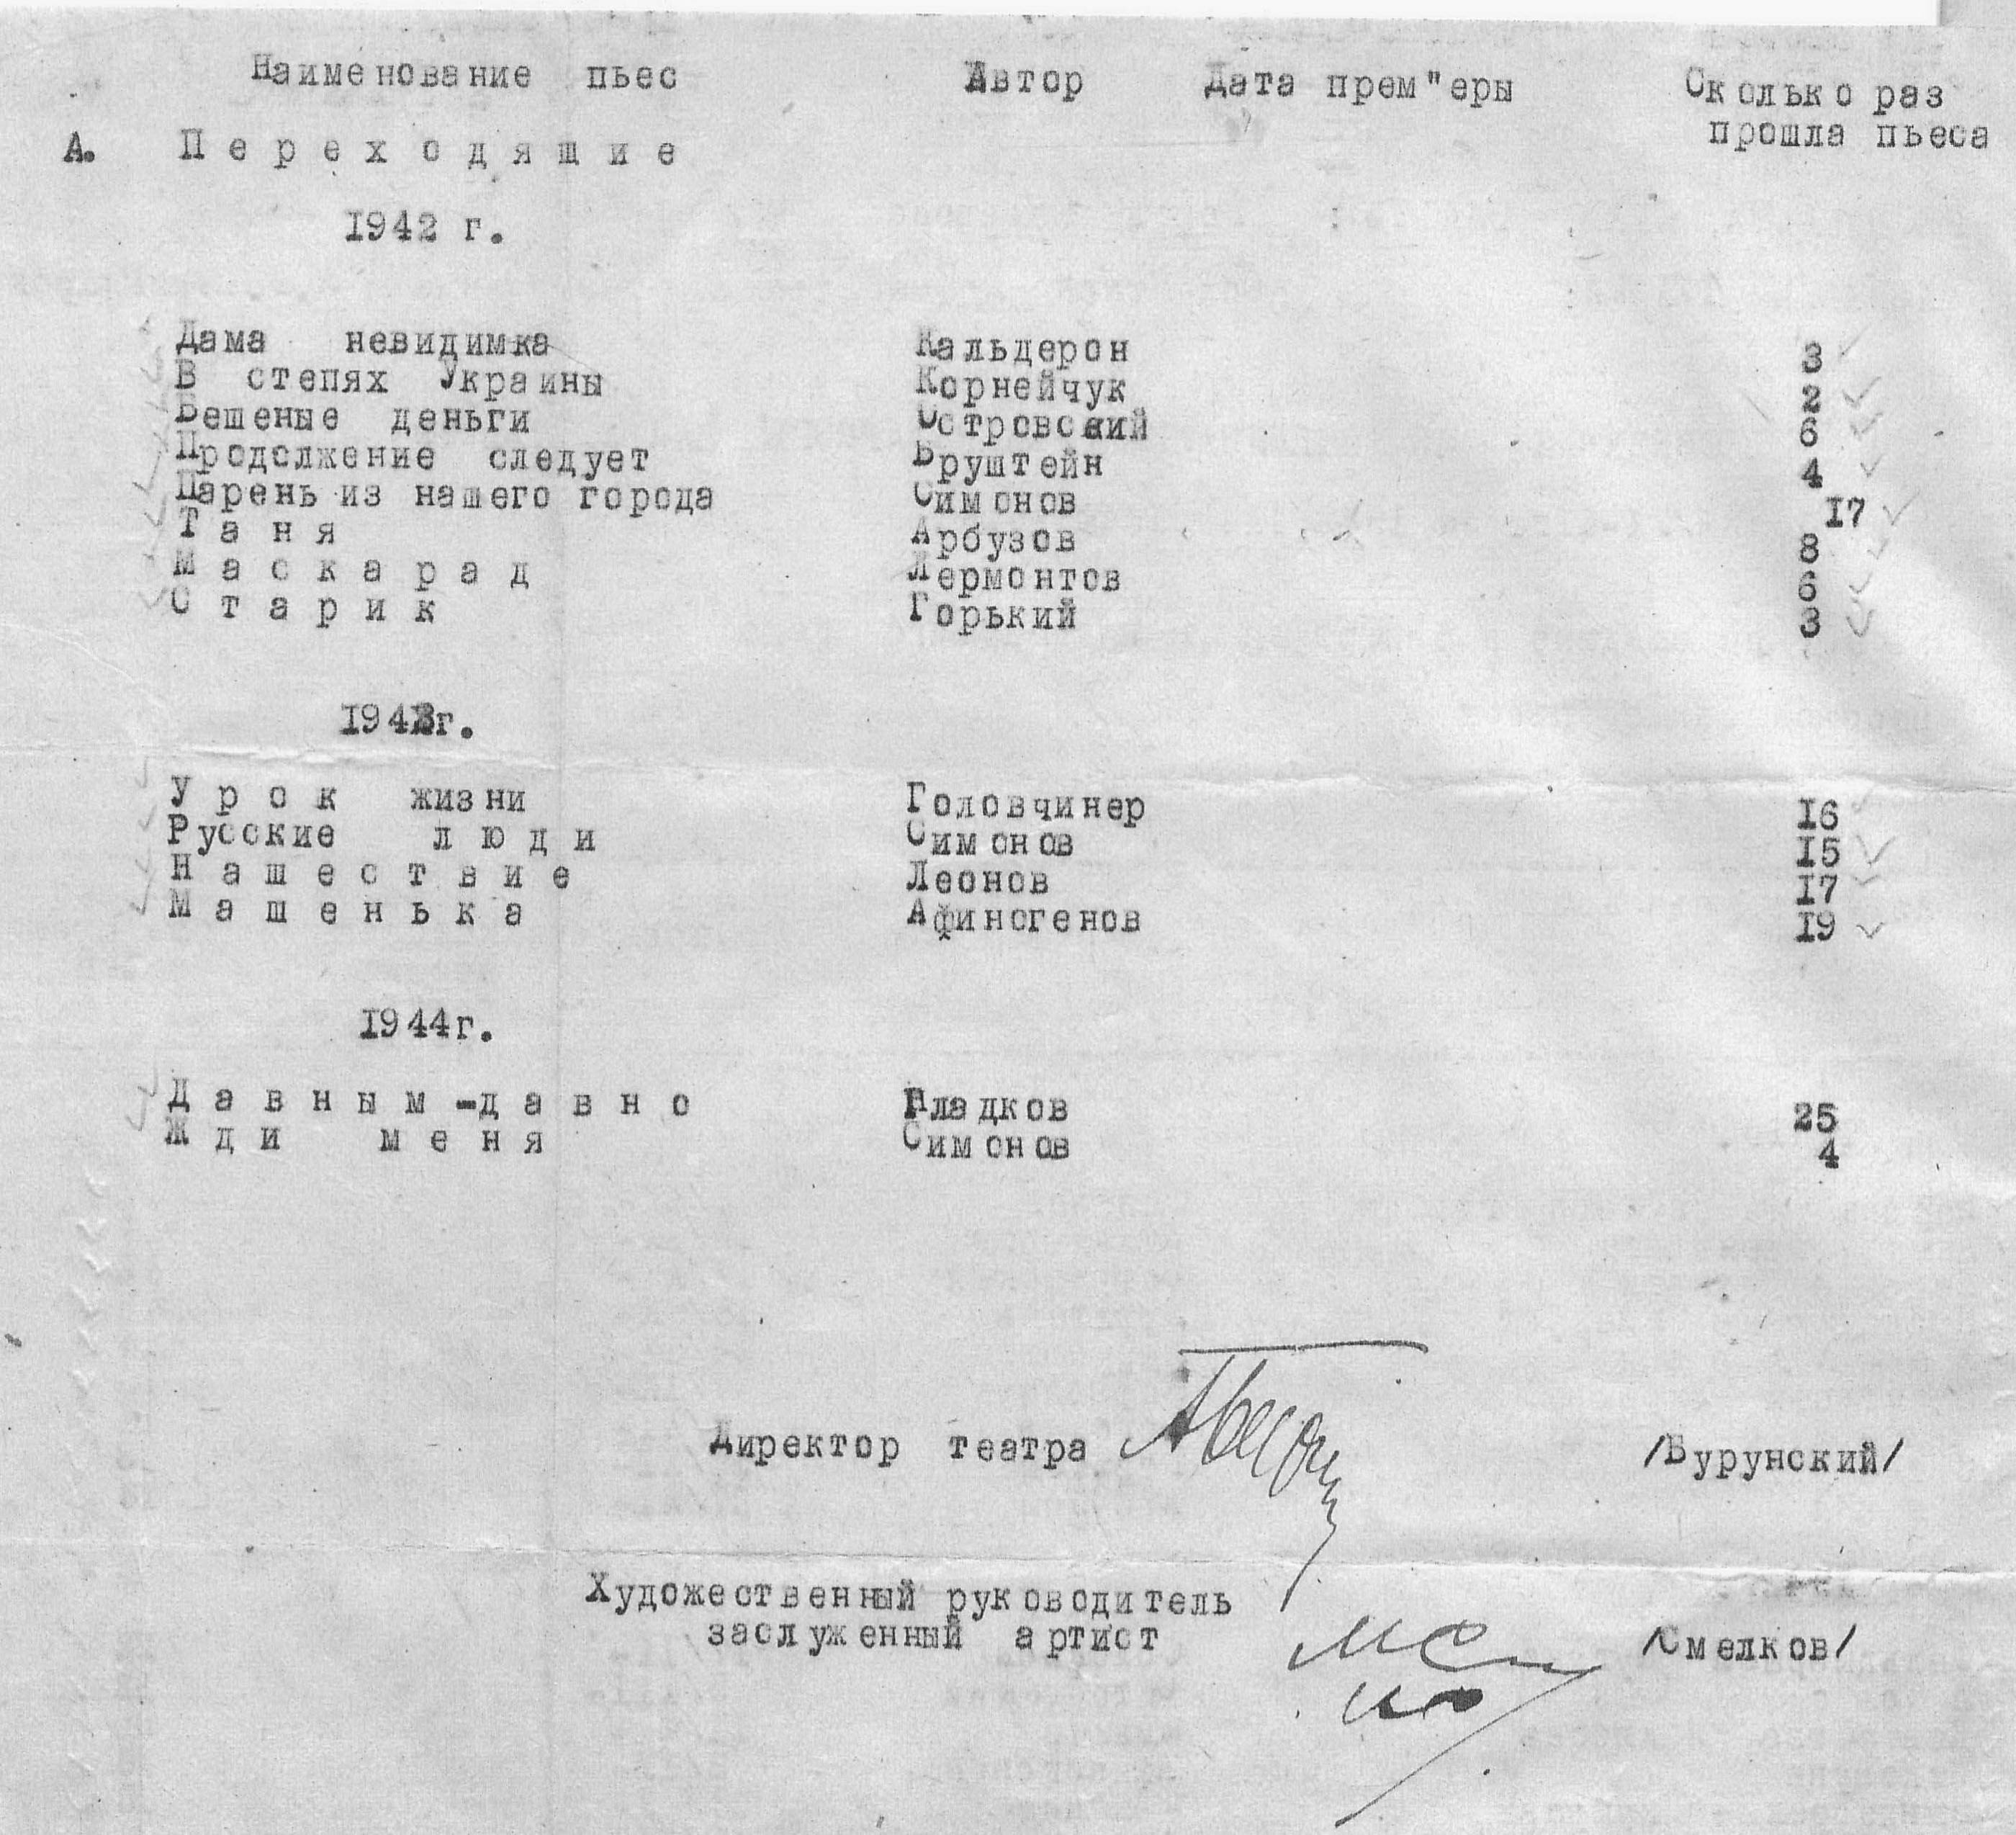 Наименование пьес Автор Дата прем"еры Сколько раз
прошла пьеса
А. Переходящие
1942 г.
Дама невидимка Кальдерон 3
В степях Украины Корнейчук 2
Бешеные деньги Островский 6
Продолжение следует Бруштейн 4
Парень из нашего города Симонов 17
Таня Арбузов 8
Маскарад Лермонтов 6
Старик Горький 3
1943г.
Урок жизни Головчинер 16
Русские люди Симонов 15
Нашествие Леонов 17
Машенька Афиногенов 19
1944г.
Давным-давно Гладков 25
Жди меня Симонов 4
Директор театра /Бурунский/
Художественный руководитель
заслуженный артист /Смелков/